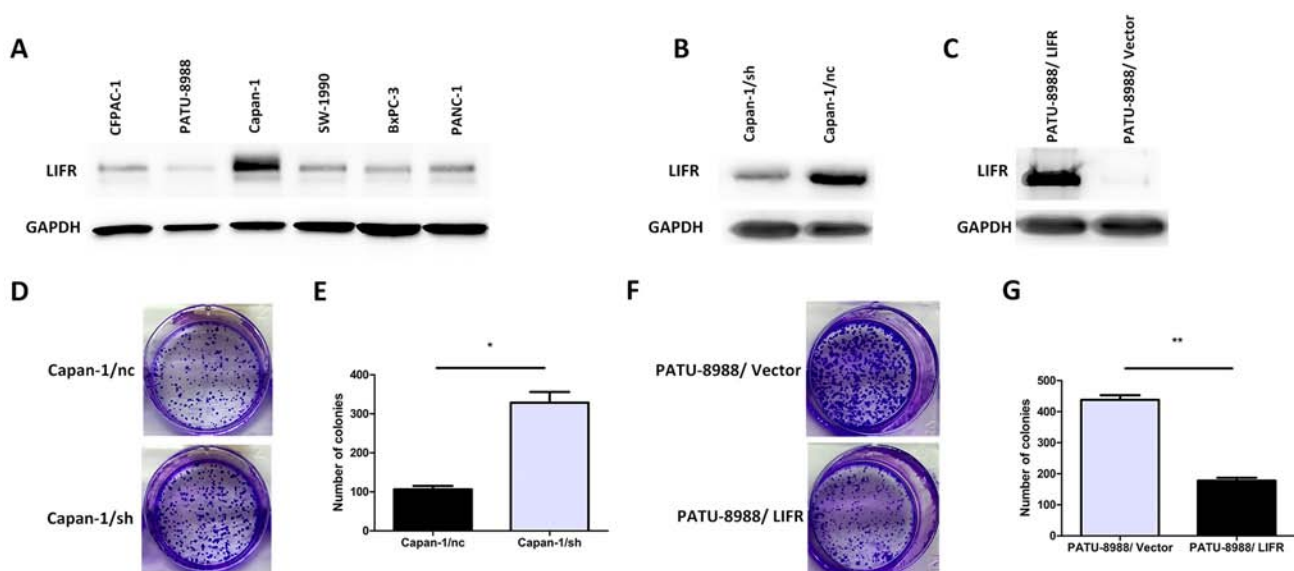 A
CFPAC-1
PATU-8988
Capan-1
SW-1990
BxPC-3
PANC-1
LIFR
GAPDH
B
Capan-1/sh
Capan-1/nc
LIFR
GAPDH
C
PATU-8988/ LIFR
PATU-8988/ Vector
LIFR
GAPDH
D
Capan-1/nc
Capan-1/sh
E
*
Number of colonies
400
300
200
100
0
Capan-1/nc
Capan-1/sh
F
PATU-8988/ Vector
PATU-8988/ LIFR
G
**
Number of colonies
500
400
300
200
100
0
PATU-8988/ Vector
PATU-8988/ LIFR